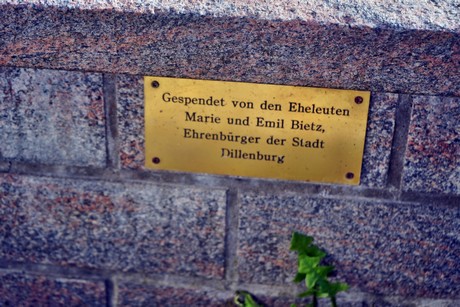 Gespendet von den Eheleuten
Marie und Emil Bietz,
Ehrenbürger der Stadt
Dillenburg